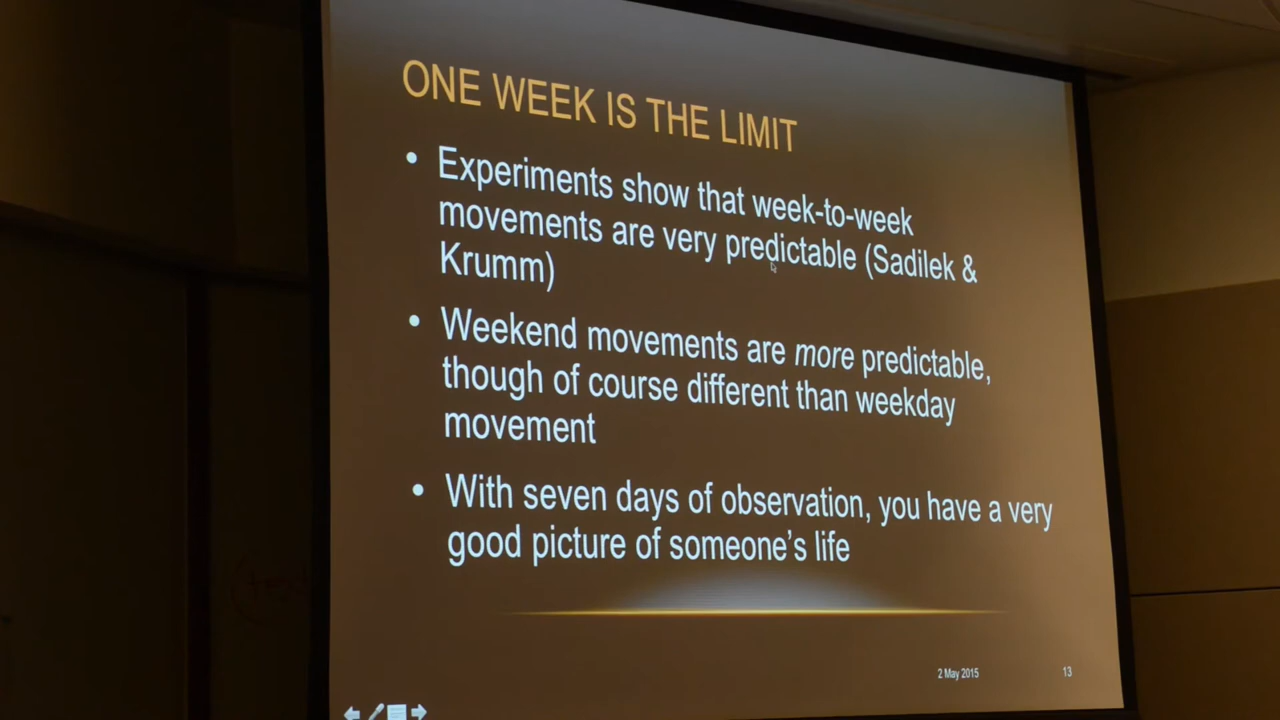 ONE WEEK IS THE LIMIT
• Experiments show that week-to-week
movements are very predictable (Sadilek &
Krumm)
• Weekend movements are more predictable,
though of course different than weekday
movement
• With seven days of observation, you have a very
good picture of someone’s life
2 May 2015
13